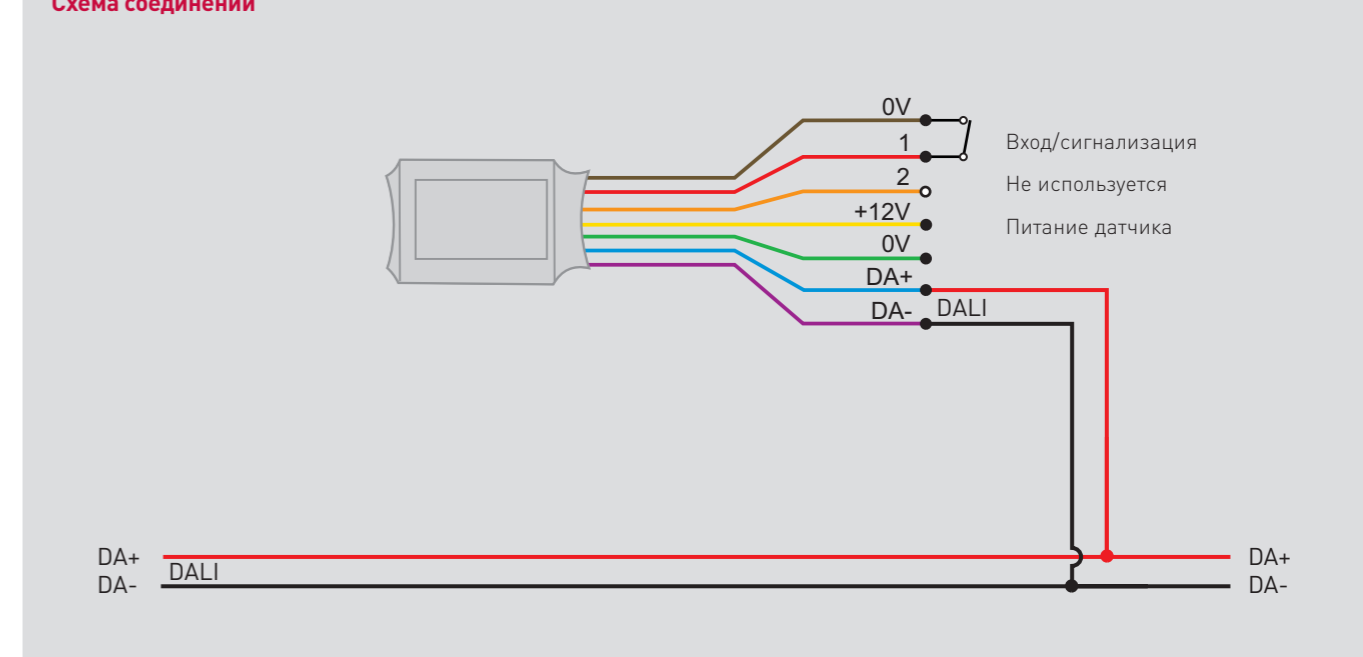 Схема соединений
0V
1
Вход/сигнализация
2
Не используется
+12V
Питание датчика
0V
DA+
DA- DALI
DA+ DA+
DALI
DA- DA-